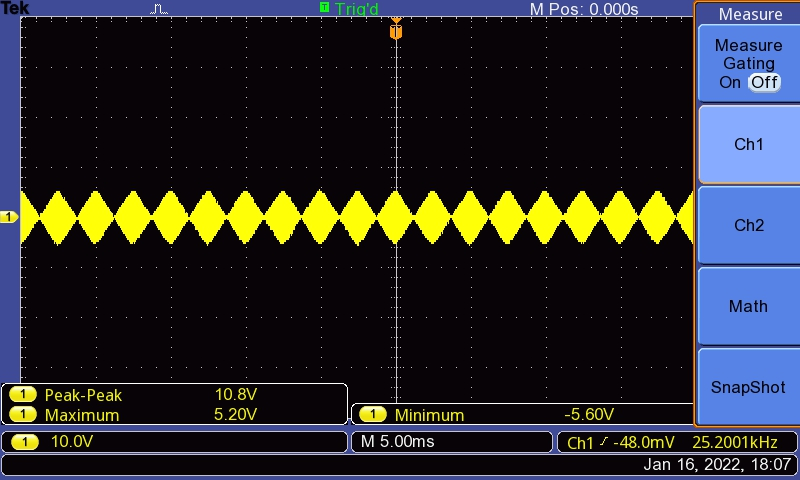 Tek T Trig'd M Pos: 0.000s
T
Measure
Measure
Gating
On Off
Ch1
1
Ch2
Math
SnapShot
1 Peak-Peak 10.8V
1 Maximum 5.20V 1 Minimum -5.60V
1 10.0V M 5.00ms Ch1 -48.0mV 25.2001kHz
Jan 16, 2022, 18:07